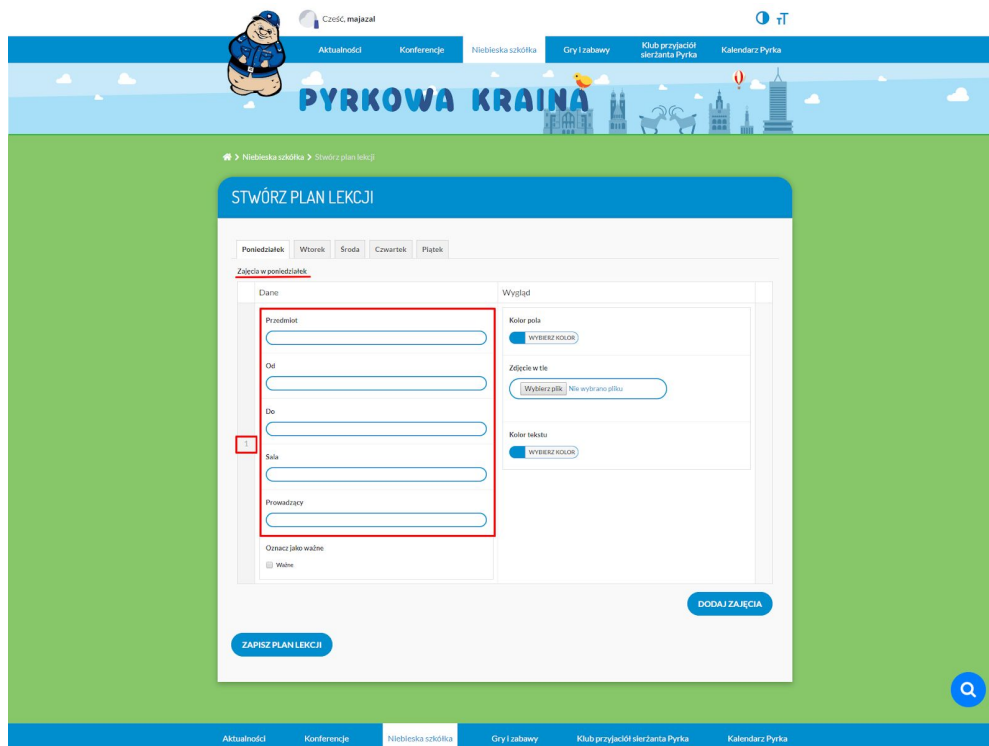 Cześć, majazal
тT
Aktualności Konferencje Niebieska szkółka Gry i zabawy Klub przyjaciół sierżanta Pyrka Kalendarz Pyrka
PYRKOWA KRAINA
Niebieska szkółka > Stwórz plan lekcji
STWÓRZ PLAN LEKCJI
Poniedziałek Wtorek Środa Czwartek Piątek
Zajęcia w poniedziałek
Dane Wygląd
Przedmiot Kolor pola
WYBIERZ KOLOR
Od Zdjęcie w tle
Wybierz plik Nie wybrano pliku
Do
Kolor tekstu
1
WYBIERZ KOLOR
Sala
Prowadzący
Oznacz jako ważne
Ważne
DODAJ ZAJĘCIA
ZAPISZ PLAN LEKCJI
Aktualności Konferencje Niebieska szkółka Gry i zabawy Klub przyjaciół sierżanta Pyrka Kalendarz Pyrka